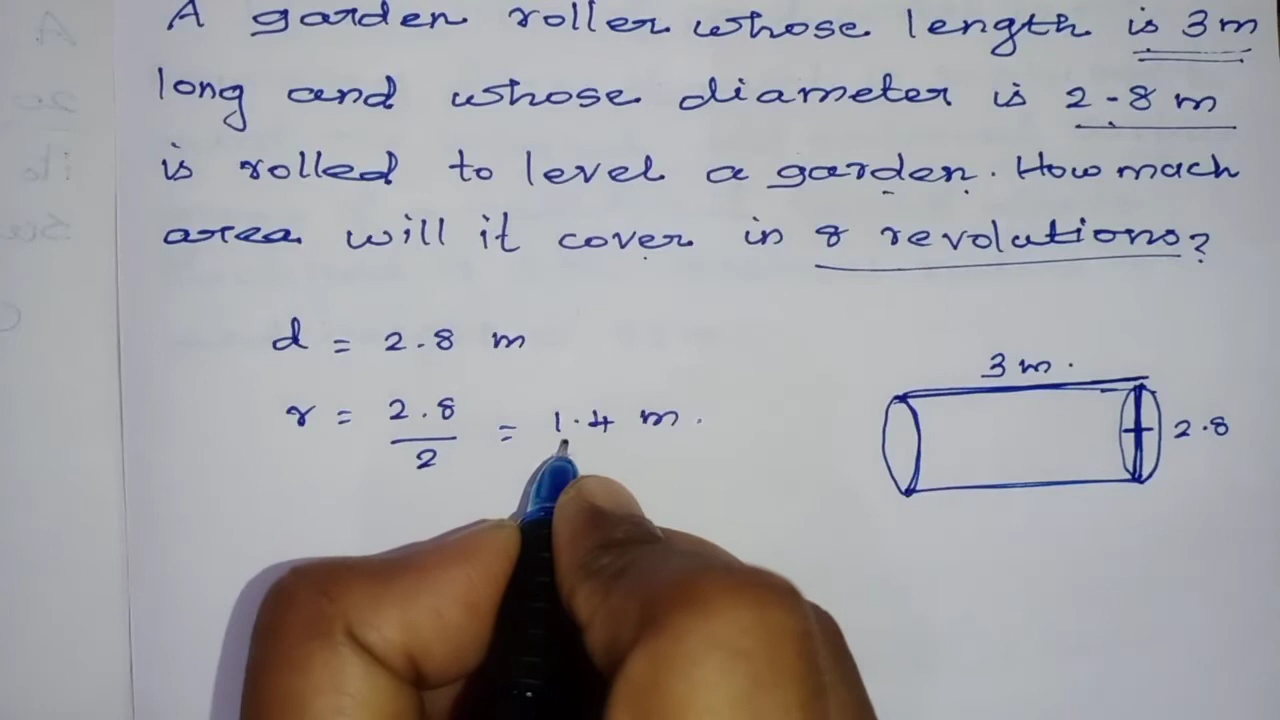 A garden roller whose length is 3m
long and whose diameter is 2.8 m
is rolled to level a garden. How mach
area will it cover in 8 revolutions?
d = 2.8 m
r = 2.8/2 = 1.4 m.
3 m.
2.8